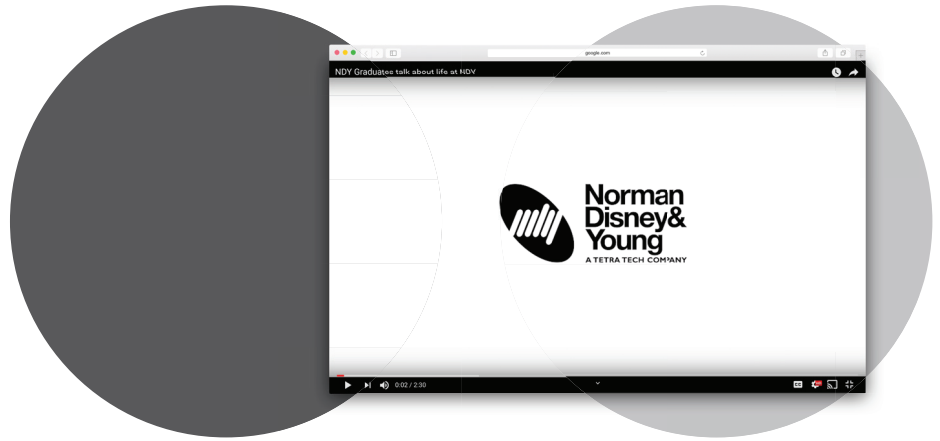 google.com
NDY Graduates talk about life at NDY
Norman
Disney&
Young
A TETRA TECH COMPANY
0:02 / 2:30
CC